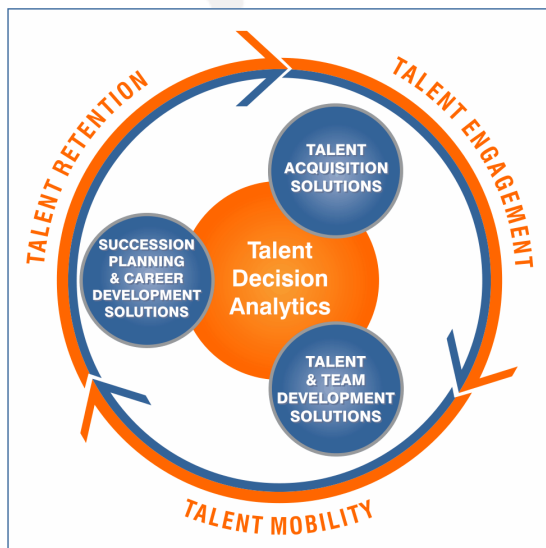 TALENT RETENTION
TALENT ENGAGEMENT
TALENT
ACQUISITION
SOLUTIONS
SUCCESSION
PLANNING
& CAREER
DEVELOPMENT
SOLUTIONS
Talent
Decision
Analytics
TALENT
& TEAM
DEVELOPMENT
SOLUTIONS
TALENT MOBILITY